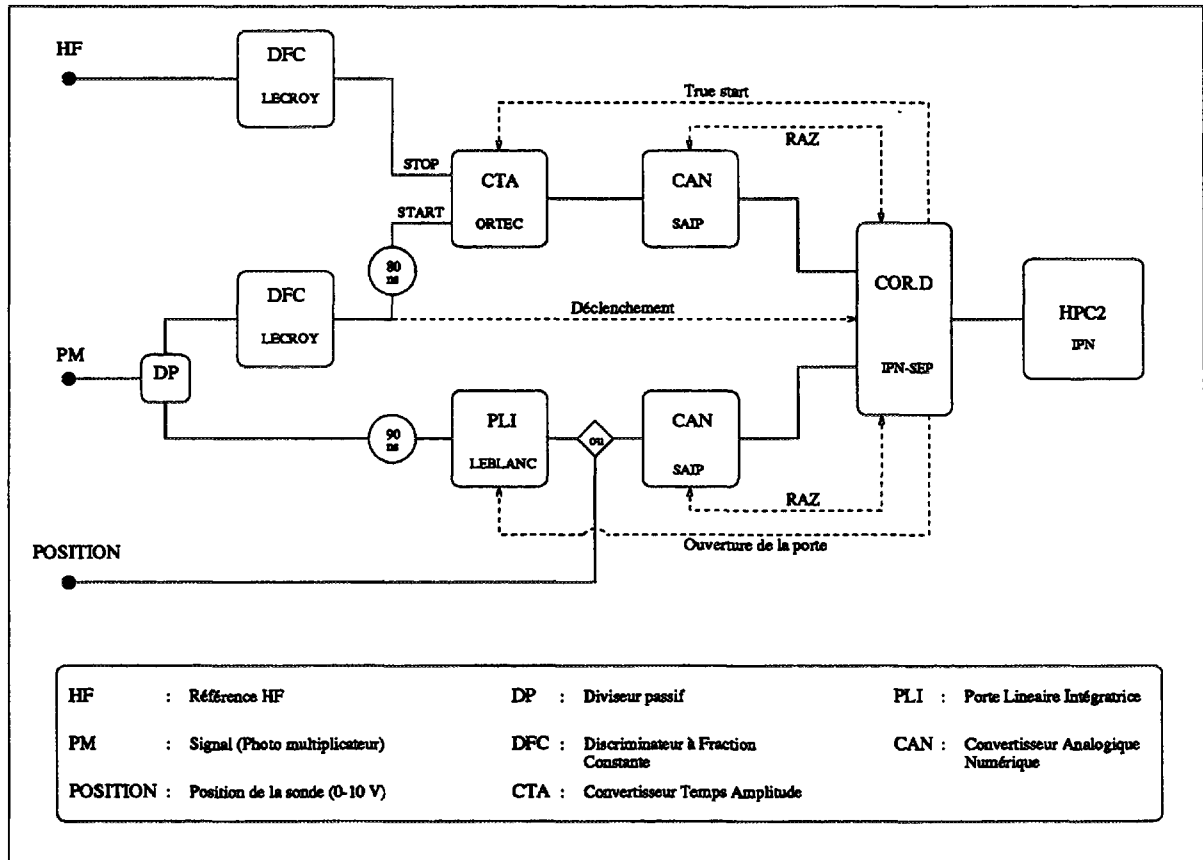 HF
DFC
LECROY
True start
RAZ
STOP
CTA
ORTEC
CAN
SAIP
START
80
ns
COR.D
IPN-SEP
HPC2
IPN
DFC
LECROY
Déclenchement
PM
DP
90
ns
PLI
LEBLANC
ou
CAN
SAIP
RAZ
Ouverture de la porte
POSITION
HF : Référence HF
PM : Signal (Photo multiplicateur)
POSITION : Position de la sonde (0-10 V)
DP : Diviseur passif
DFC : Discriminateur à Fraction
Constante
CTA : Convertisseur Temps Amplitude
PLI : Porte Lineaire Intégratrice
CAN : Convertisseur Analogique
Numérique